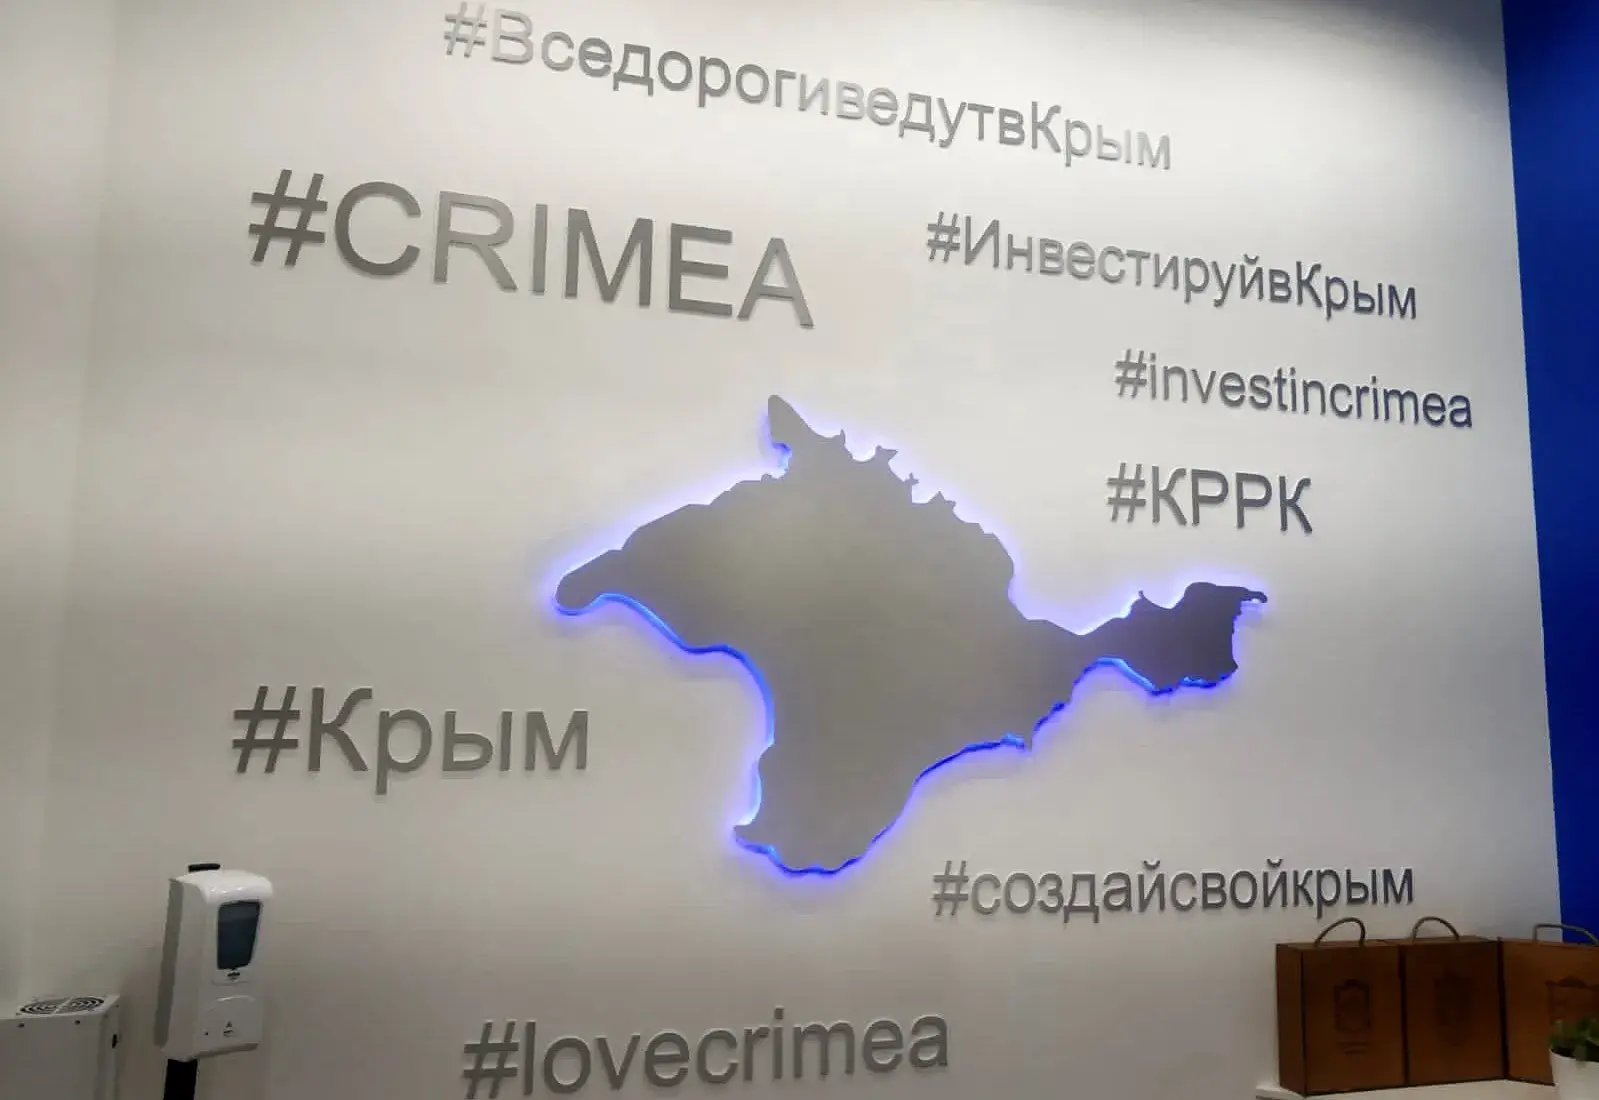 #ВседорогиведутвКрым
#CRIMEA
#ИнвестируйвКрым
#investincrimea
#КРРК
#Крым
#создайсвойкрым
#lovecrimea